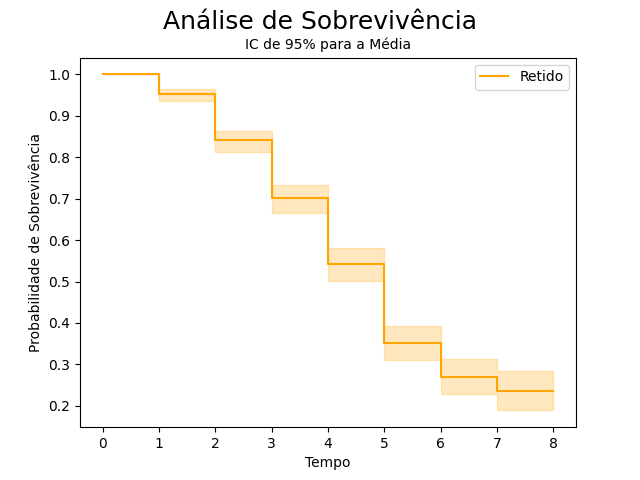 Análise de Sobrevivência
IC de 95% para a Média
Retido
Probabilidade de Sobrevivência
1.0
0.9
0.8
0.7
0.6
0.5
0.4
0.3
0.2
0 1 2 3 4 5 6 7 8
Tempo